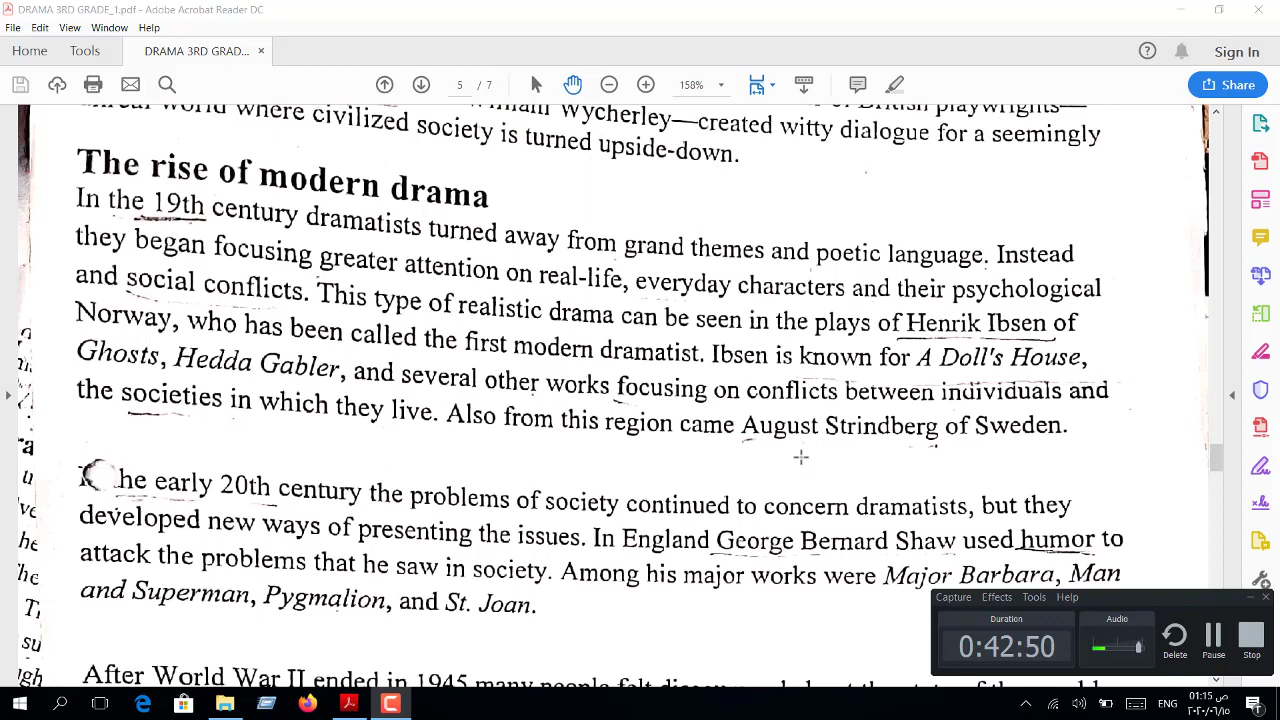 DRAMA 3RD GRADE_1.pdf - Adobe Acrobat Reader DC
File Edit View Window Help
Home Tools DRAMA 3RD GRAD... × Sign In
5 / 7 158% Share
William Wycherley—created witty dialogue for a seemingly
unreal world where civilized society is turned upside-down.
The rise of modern drama
In the 19th century dramatists turned away from grand themes and poetic language. Instead
they began focusing greater attention on real-life, everyday characters and their psychological
and social conflicts. This type of realistic drama can be seen in the plays of Henrik Ibsen of
Norway, who has been called the first modern dramatist. Ibsen is known for A Doll's House,
Ghosts, Hedda Gabler, and several other works focusing on conflicts between individuals and
the societies in which they live. Also from this region came August Strindberg of Sweden.
he early 20th century the problems of society continued to concern dramatists, but they
developed new ways of presenting the issues. In England George Bernard Shaw used humor to
attack the problems that he saw in society. Among his major works were Major Barbara, Man
and Superman, Pygmalion, and St. Joan.
After World War II ended in 1945 many people felt
Capture Effects Tools Help
Duration Audio
0:42:50 Delete Pause Stop
ENG 01:15 ص